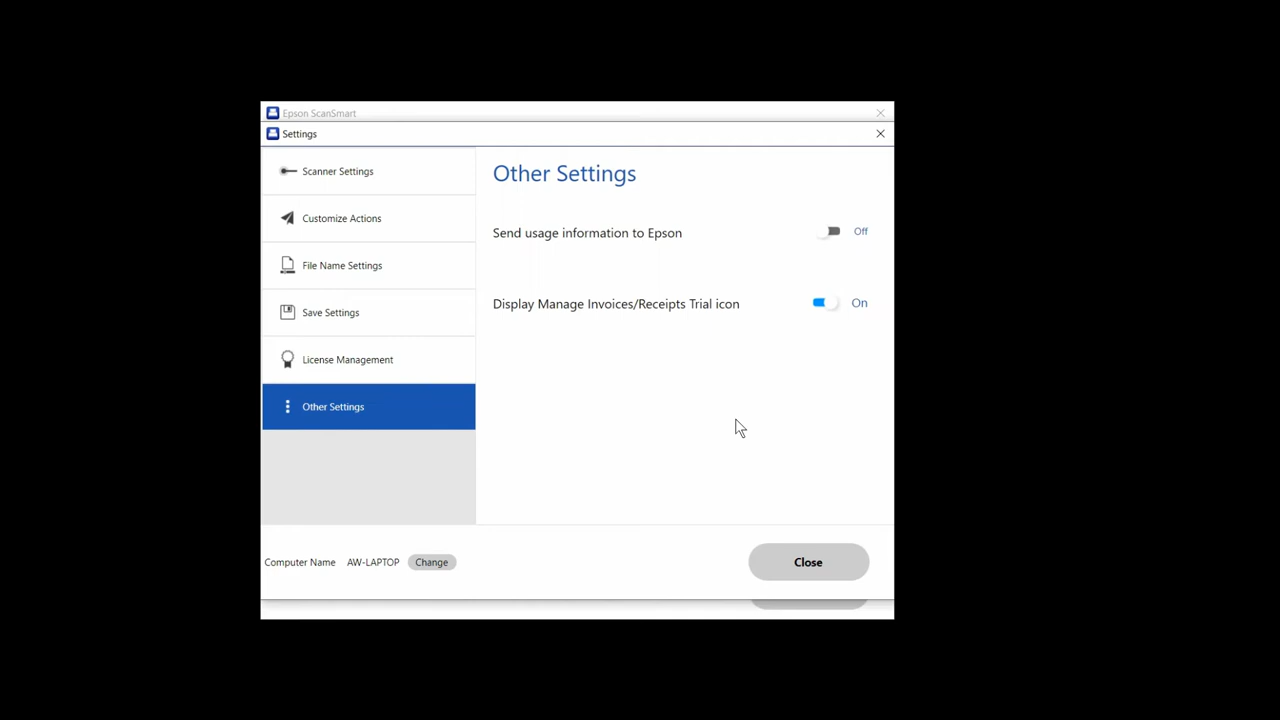 Epson ScanSmart
Settings
Scanner Settings
Customize Actions
File Name Settings
Save Settings
License Management
Other Settings
Other Settings
Send usage information to Epson Off
Display Manage Invoices/Receipts Trial icon On
Computer Name AW-LAPTOP Change
Close